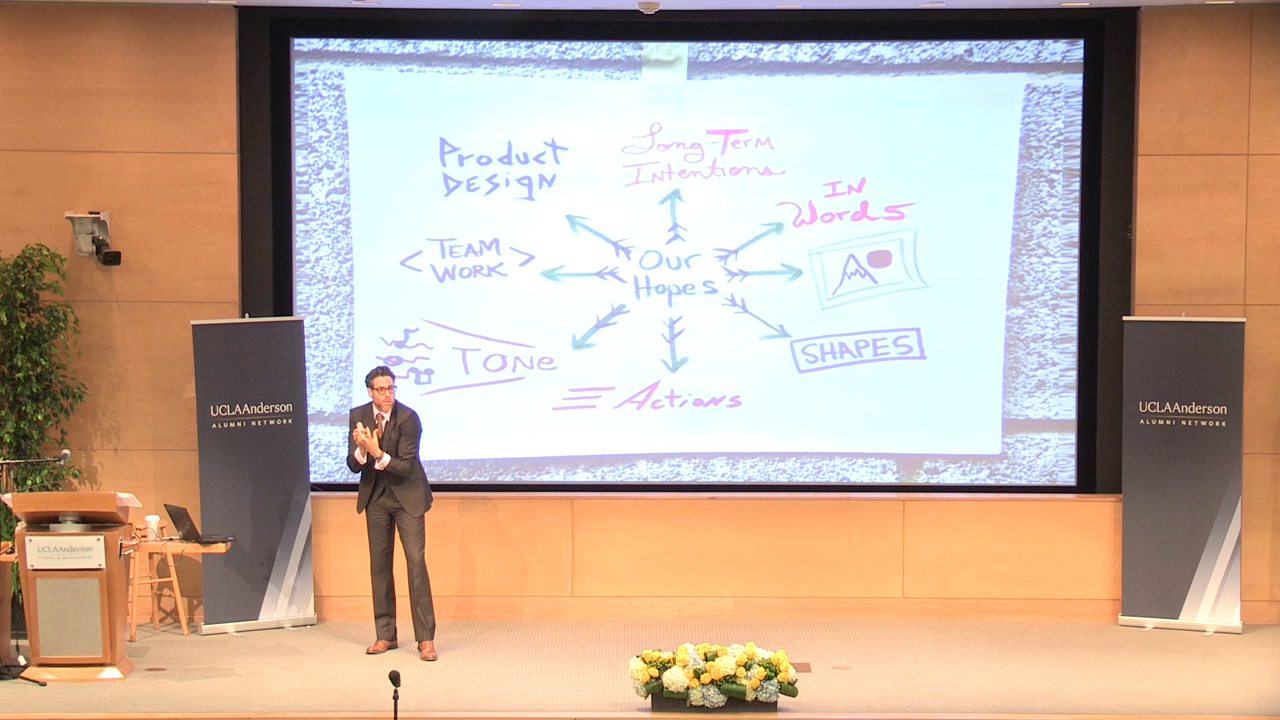 Product
DESIGN
Long-Term
Intentions
IN
Words
< TEAM
WORK >
Our
Hopes
TONE
SHAPES
Actions
UCLAAnderson
ALUMNI NETWORK
UCLAAnderson
ALUMNI NETWORK
UCLAAnderson